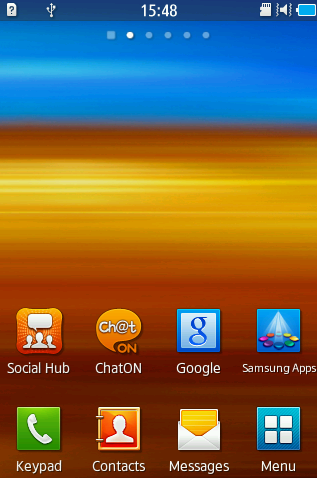 15:48
Social Hub
Ch@t ON
ChatON
g
Google
Samsung Apps
Keypad
Contacts
Messages
Menu